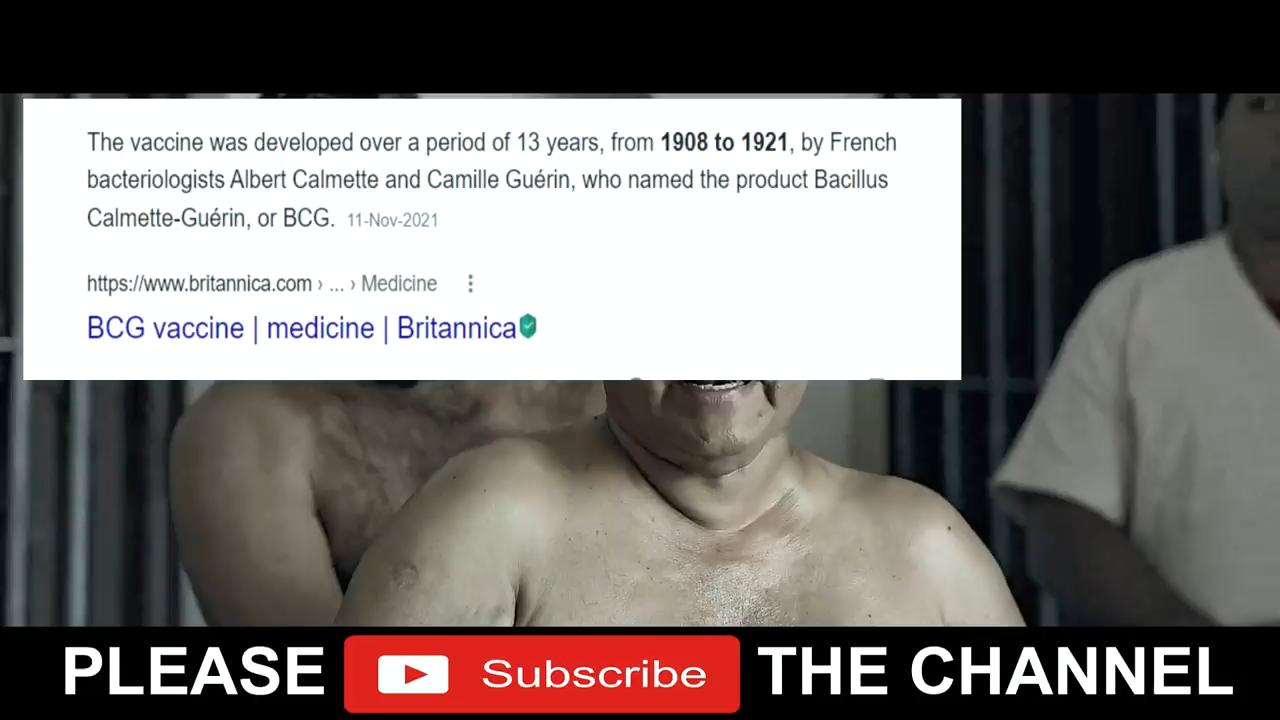 The vaccine was developed over a period of 13 years, from 1908 to 1921, by French
bacteriologists Albert Calmette and Camille Guérin, who named the product Bacillus
Calmette-Guérin, or BCG. 11-Nov-2021
https://www.britannica.com › ... › Medicine
BCG vaccine | medicine | Britannica
PLEASE Subscribe THE CHANNEL